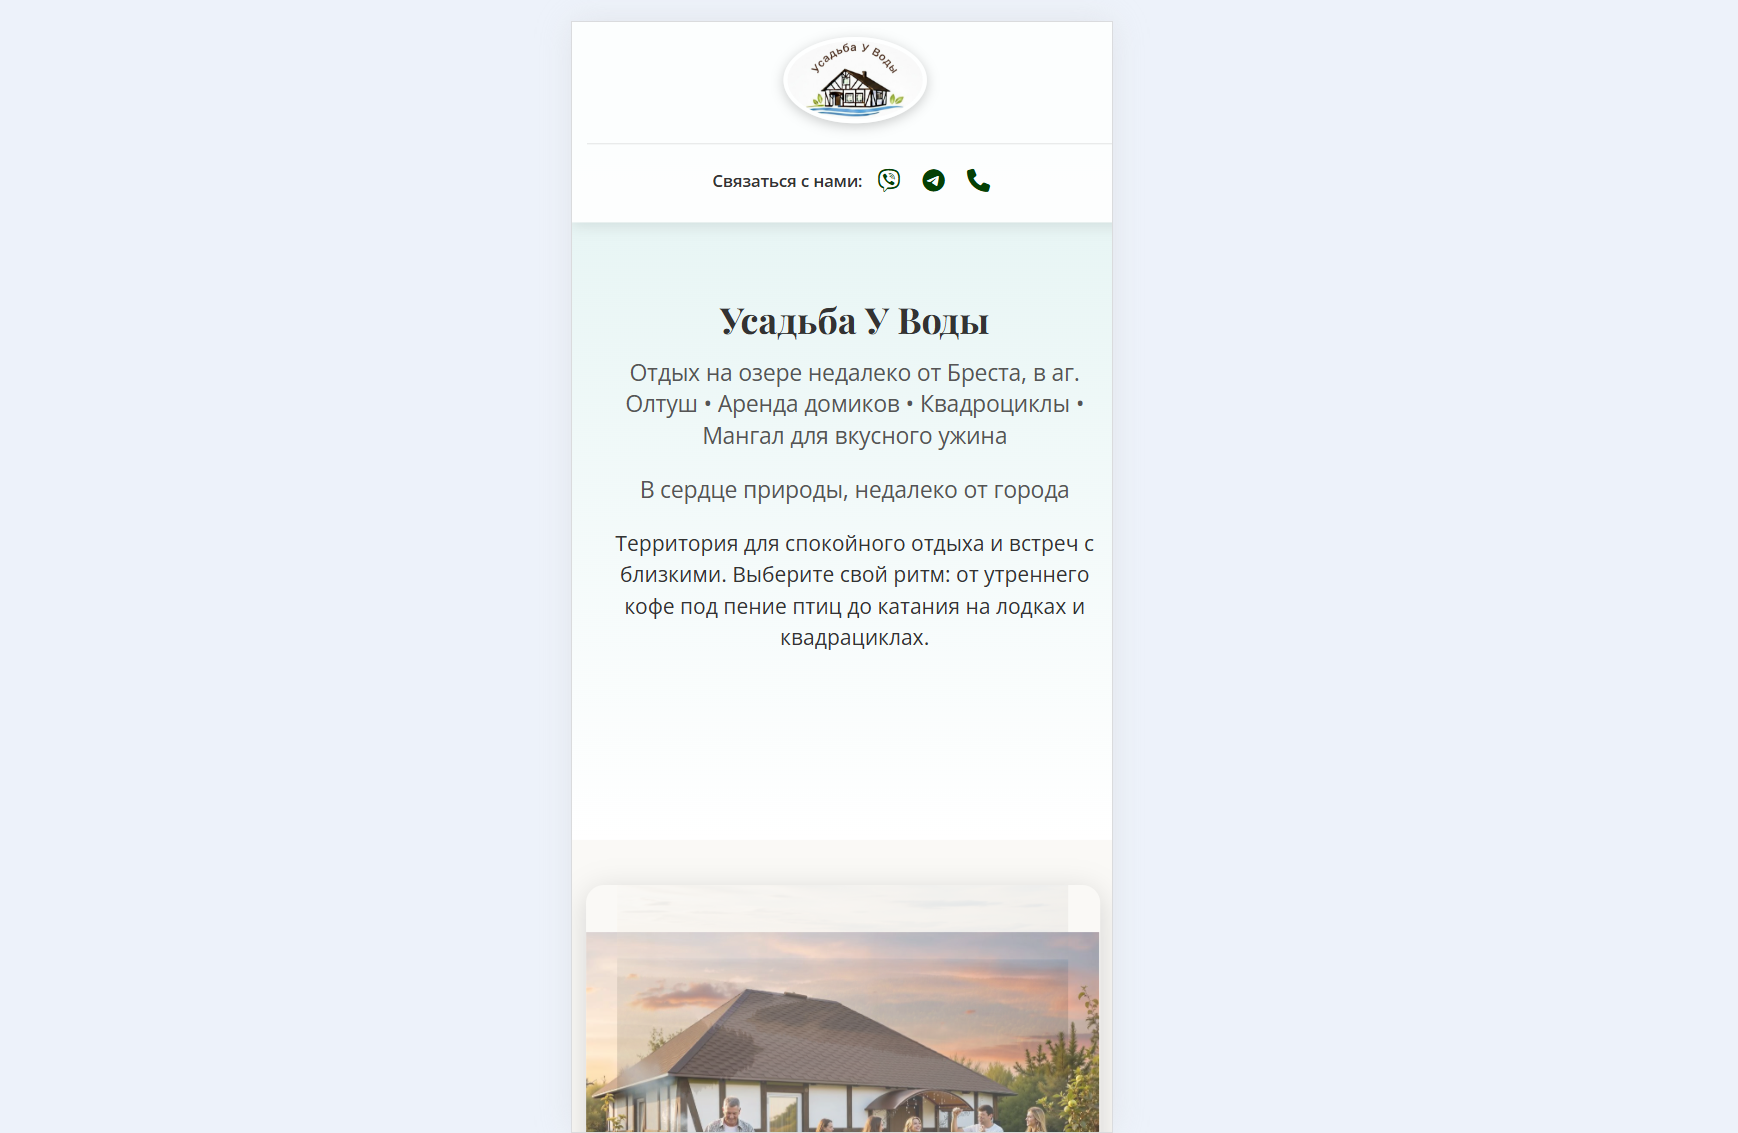 Усадьба У Воды
Связаться с нами:
Усадьба У Воды
Отдых на озере недалеко от Бреста, в аг.
Олтуш • Аренда домиков • Квадроциклы •
Мангал для вкусного ужина
В сердце природы, недалеко от города
Территория для спокойного отдыха и встреч с
близкими. Выберите свой ритм: от утреннего
кофе под пение птиц до катания на лодках и
квадрациклах.